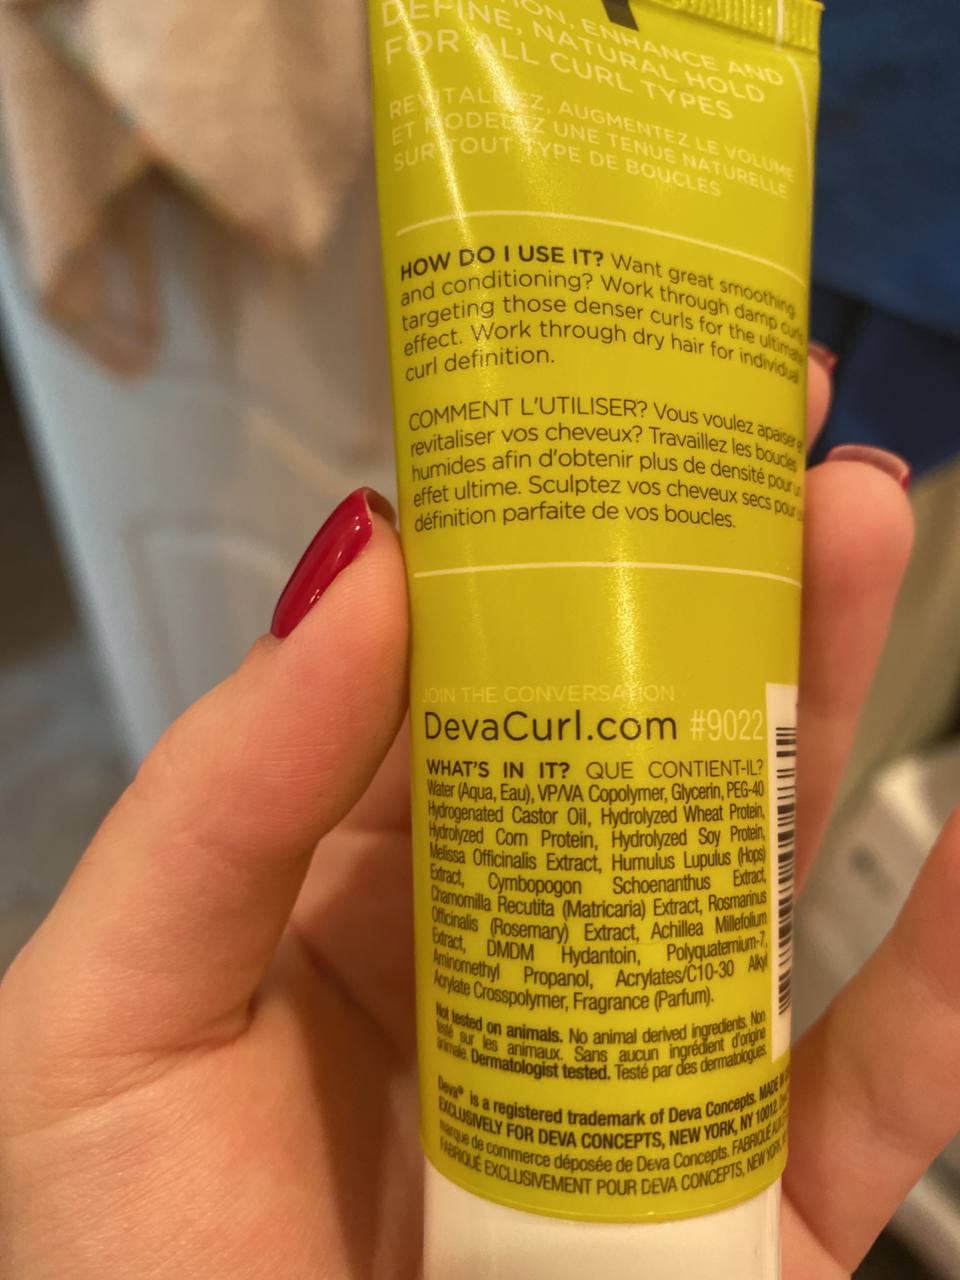 ION, ENHANCE AND
DEFINE, NATURAL HOLD
FOR ALL CURL TYPES
REVITALISEZ, AUGMENTEZ LE VOLUME
ET MODELEZ UNE TENUE NATURELLE
SUR TOUT TYPE DE BOUCLES
HOW DO I USE IT? Want great smoothing
and conditioning? Work through damp curls
targeting those denser curls for the ultimate
effect. Work through dry hair for individual
curl definition.
COMMENT L'UTILISER? Vous voulez apaiser et
revitaliser vos cheveux? Travaillez les boucles
humides afin d'obtenir plus de densité pour un
effet ultime. Sculptez vos cheveux secs pour
définition parfaite de vos boucles.
JOIN THE CONVERSATION
DevaCurl.com #9022
WHAT'S IN IT? QUE CONTIENT-IL?
Water (Aqua, Eau), VP/VA Copolymer, Glycerin, PEG-40
Hydrogenated Castor Oil, Hydrolyzed Wheat Protein,
Hydrolyzed Corn Protein, Hydrolyzed Soy Protein,
Melissa Officinalis Extract, Humulus Lupulus (Hops)
Extract, Cymbopogon Schoenanthus Extract,
Chamomilla Recutita (Matricaria) Extract, Rosmarinus
Officinalis (Rosemary) Extract, Achillea Millefolium
Extract, DMDM Hydantoin, Polyquaternium-7,
Aminomethyl Propanol, Acrylates/C10-30 Alkyl
Acrylate Crosspolymer, Fragrance (Parfum).
Not tested on animals. No animal derived ingredients. Non
testé sur les animaux. Sans aucun ingrédient d'origine
animale. Dermatologist tested. Testé par des dermatologues.
Deva® is a registered trademark of Deva Concepts. MADE IN
EXCLUSIVELY FOR DEVA CONCEPTS, NEW YORK, NY 10012.
marque de commerce déposée de Deva Concepts. FABRIQUÉ AUX
FABRIQUÉ EXCLUSIVEMENT POUR DEVA CONCEPTS, NEW YORK,